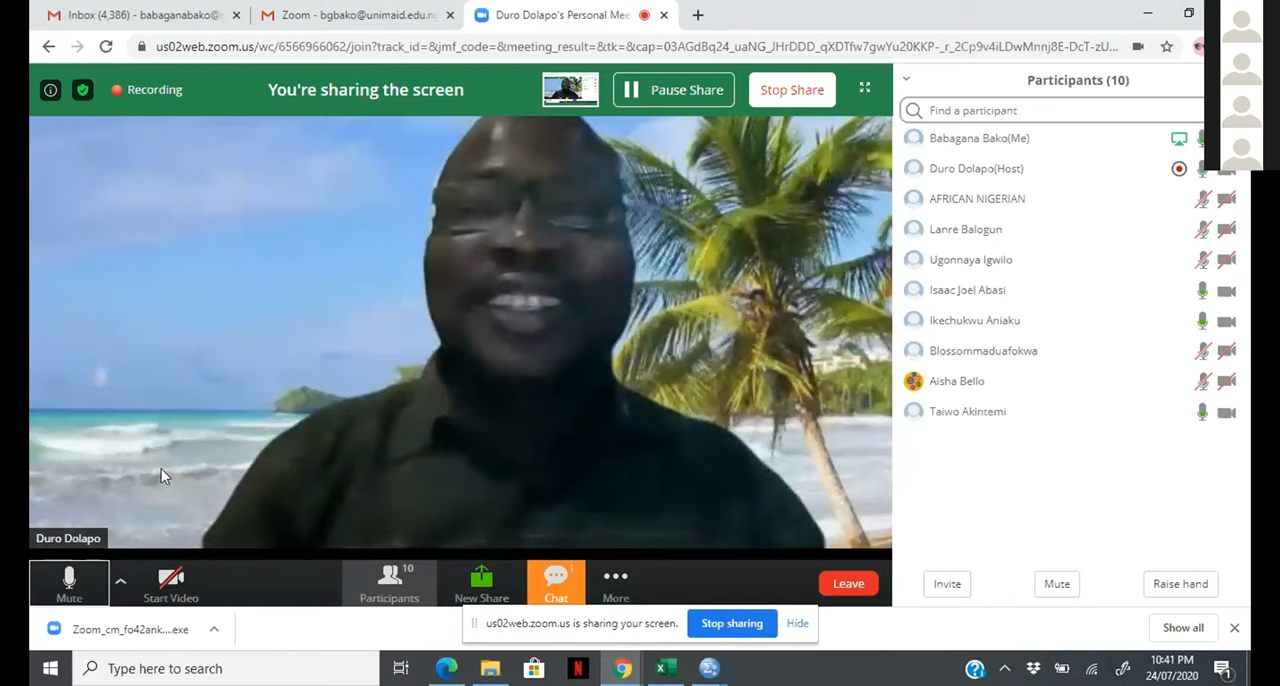 Inbox (4,386) - babaganabako@
Zoom - bgbako@unimaid.edu.n
Duro Dolapo's Personal Mee
us02web.zoom.us/wc/6566966062/join?track_id=&jmf_code=&meeting_result=&tk=&cap=
Recording
You're sharing the screen
Pause Share
Stop Share
Participants (10)
Find a participant
Babagana Bako(Me)
Duro Dolapo(Host)
AFRICAN NIGERIAN
Lanre Balogun
Ugonnaya Igwilo
Isaac Joel Abasi
Ikechukwu Aniaku
Blossommaduafokwa
Aisha Bello
Taiwo Akintemi
Duro Dolapo
Mute
Start Video
10
Participants
New Share
1
Chat
More
Leave
Invite
Mute
Raise hand
us02web.zoom.us is sharing your screen.
Stop sharing
Hide
Zoom_cm_fo42ank....exe
Show all
Type here to search
10:41 PM
24/07/2020
1